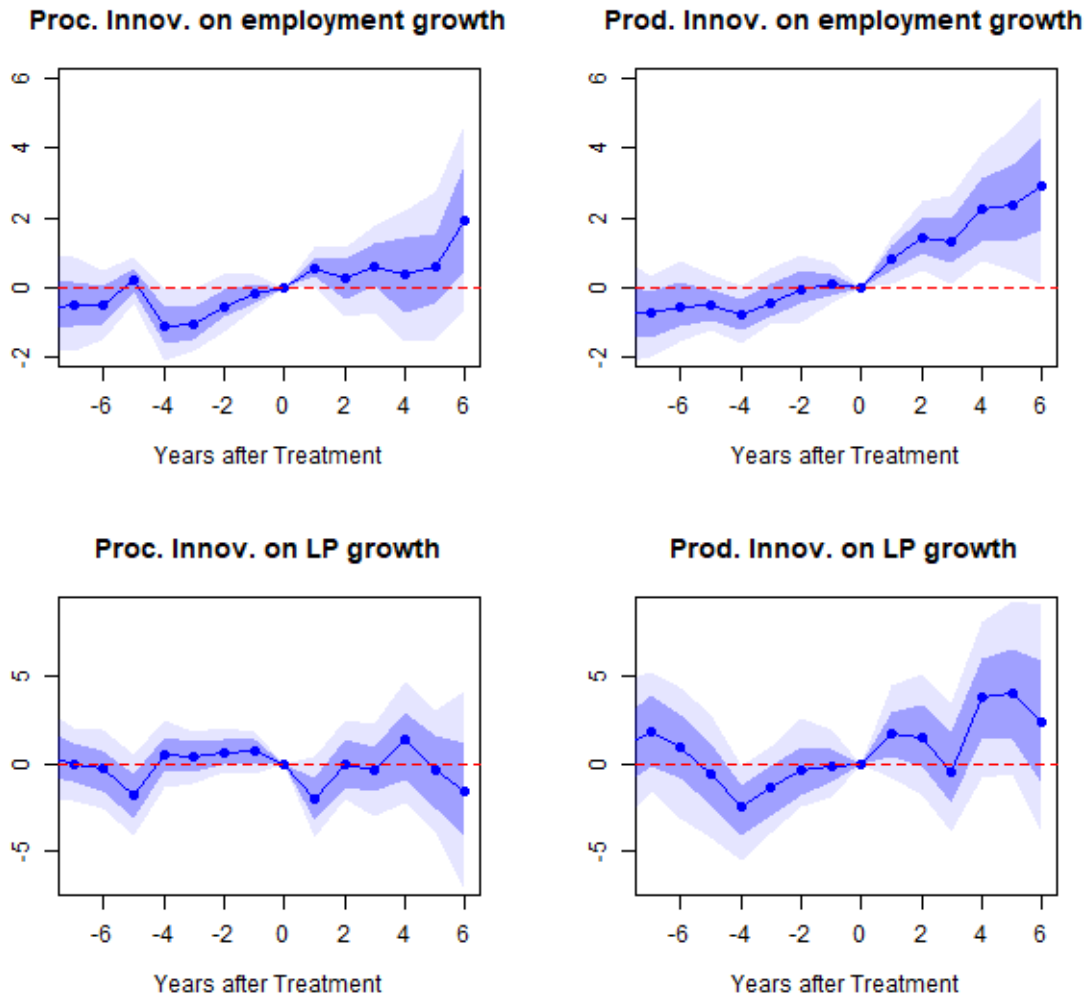 Proc. Innov. on employment growth
6
4
2
0
-2
-6 -4 -2 0 2 4 6
Years after Treatment
Prod. Innov. on employment growth
6
4
2
0
-2
-6 -4 -2 0 2 4 6
Years after Treatment
Proc. Innov. on LP growth
5
0
-5
-6 -4 -2 0 2 4 6
Years after Treatment
Prod. Innov. on LP growth
5
0
-5
-6 -4 -2 0 2 4 6
Years after Treatment